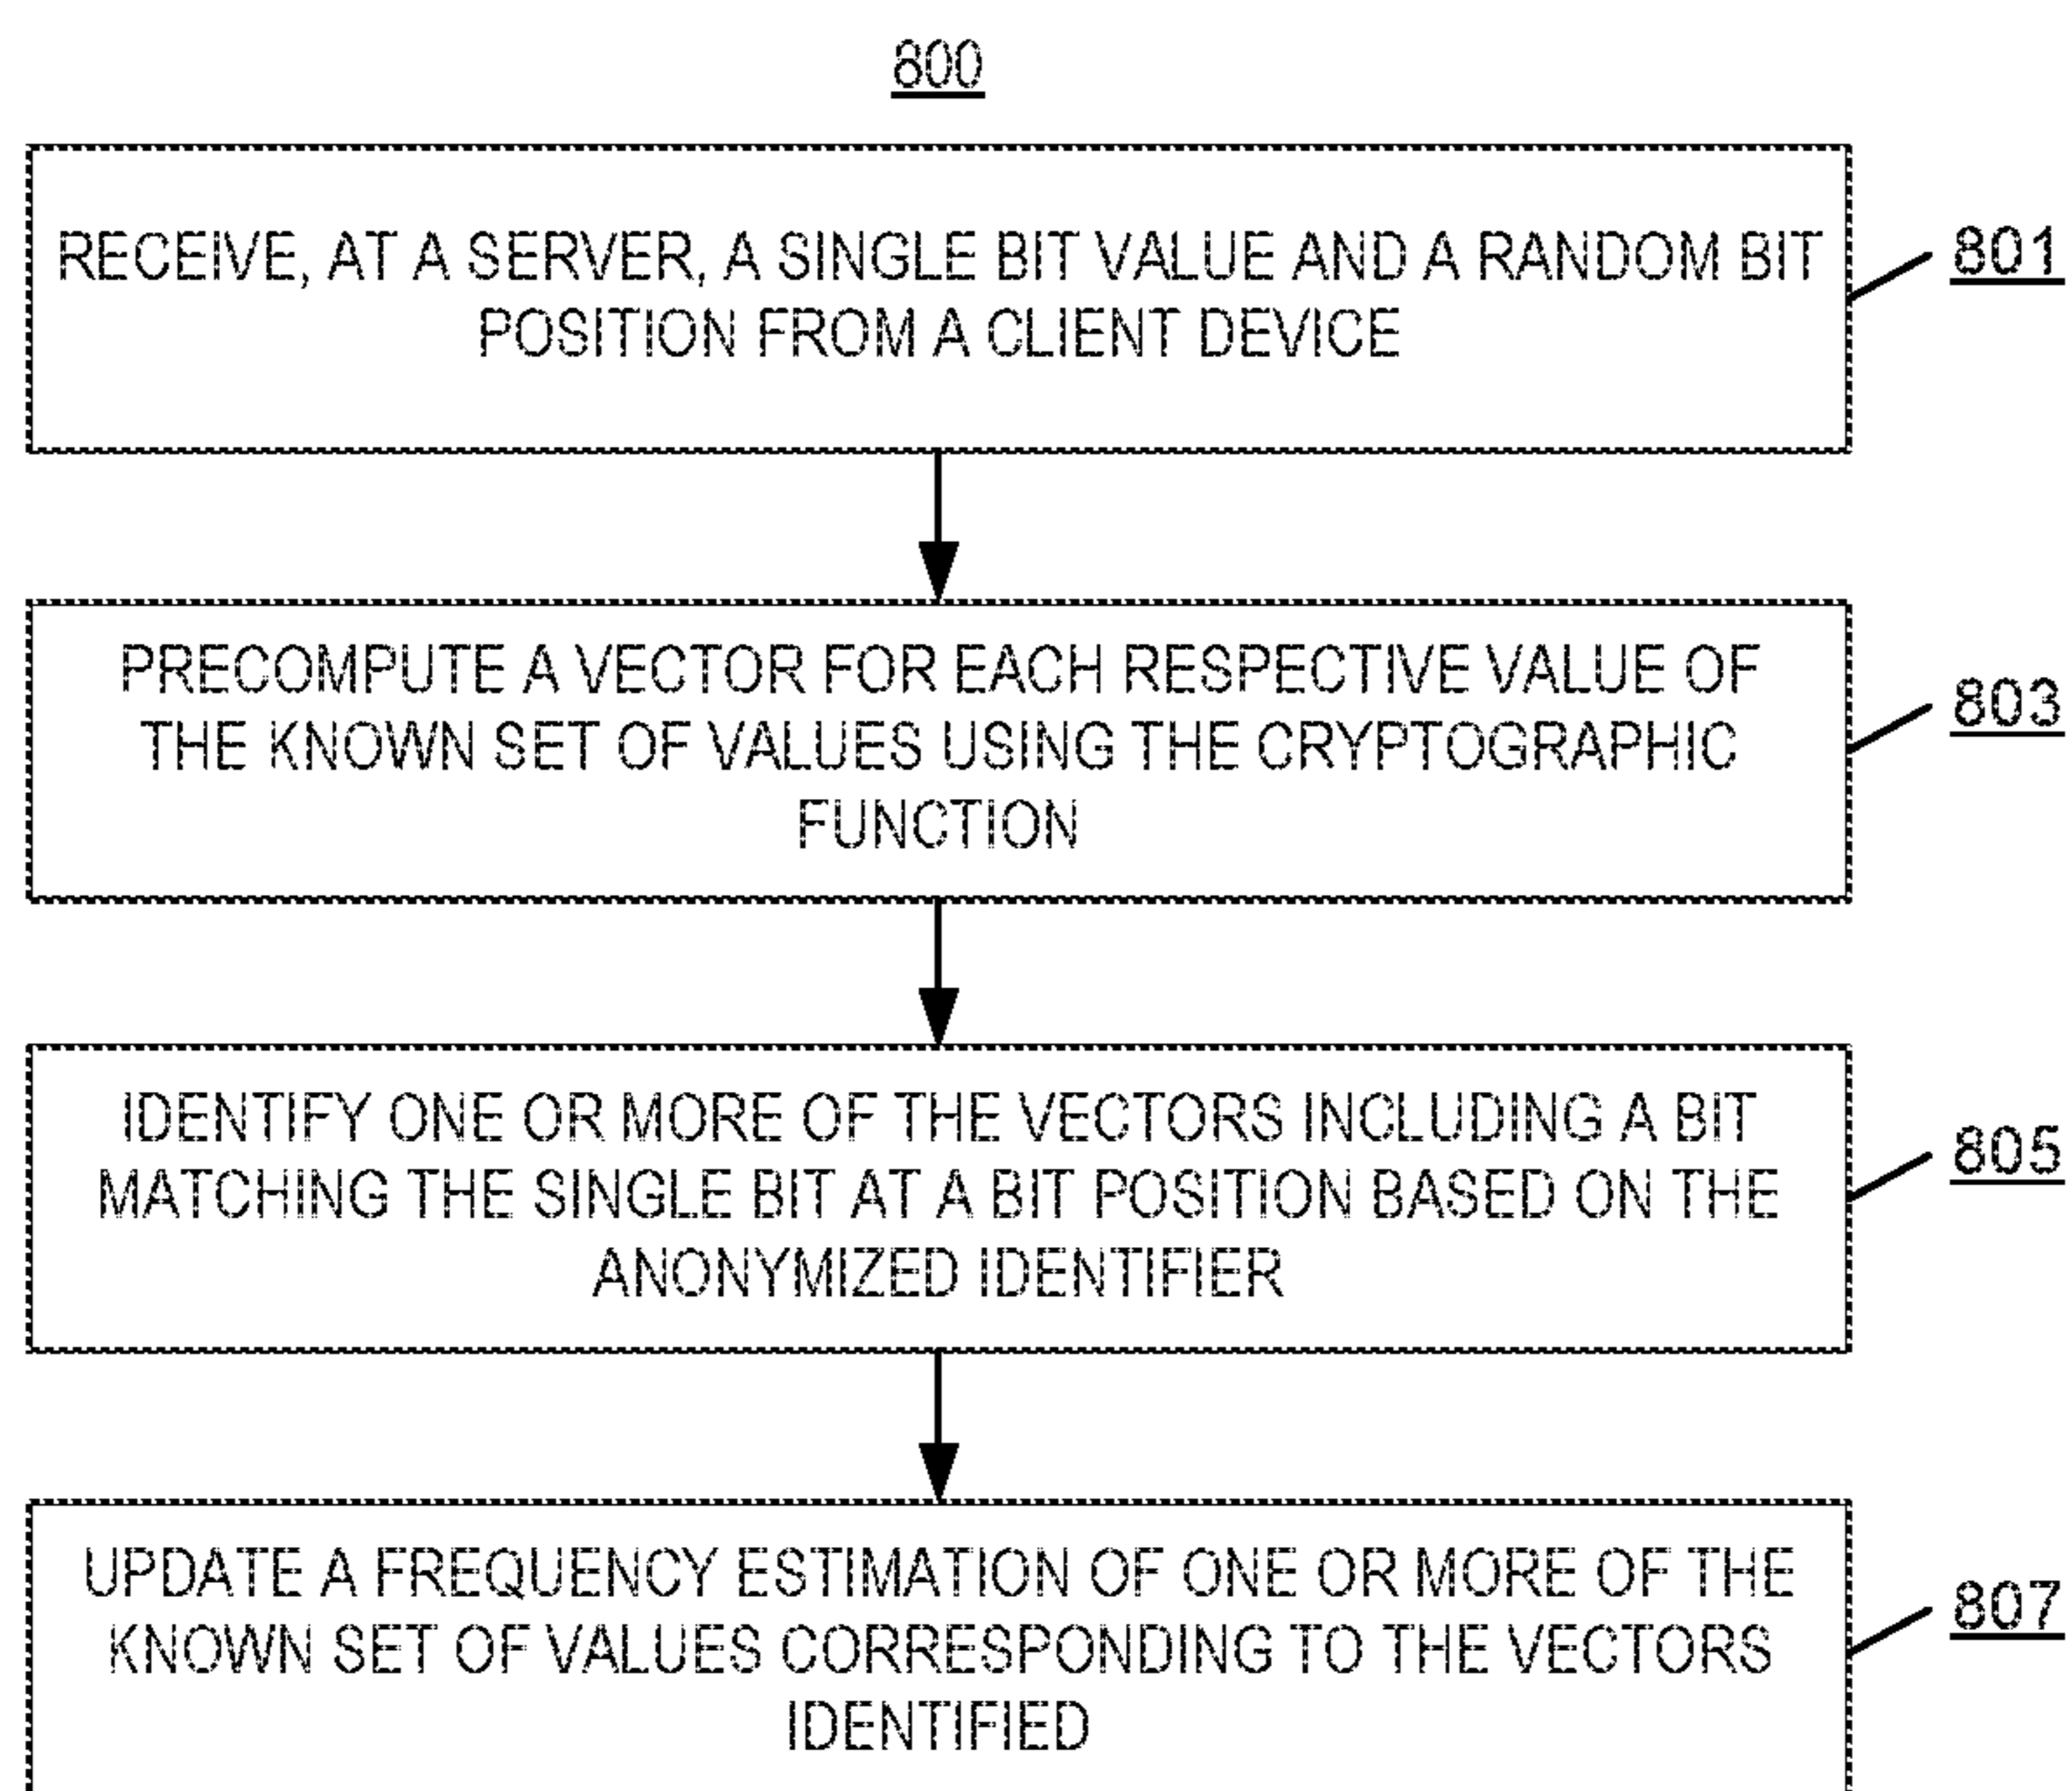 800
RECEIVE, AT A SERVER, A SINGLE BIT VALUE AND A RANDOM BIT
POSITION FROM A CLIENT DEVICE
801
PRECOMPUTE A VECTOR FOR EACH RESPECTIVE VALUE OF
THE KNOWN SET OF VALUES USING THE CRYPTOGRAPHIC
FUNCTION
803
IDENTIFY ONE OR MORE OF THE VECTORS INCLUDING A BIT
MATCHING THE SINGLE BIT AT A BIT POSITION BASED ON THE
ANONYMIZED IDENTIFIER
805
UPDATE A FREQUENCY ESTIMATION OF ONE OR MORE OF THE
KNOWN SET OF VALUES CORRESPONDING TO THE VECTORS
IDENTIFIED
807